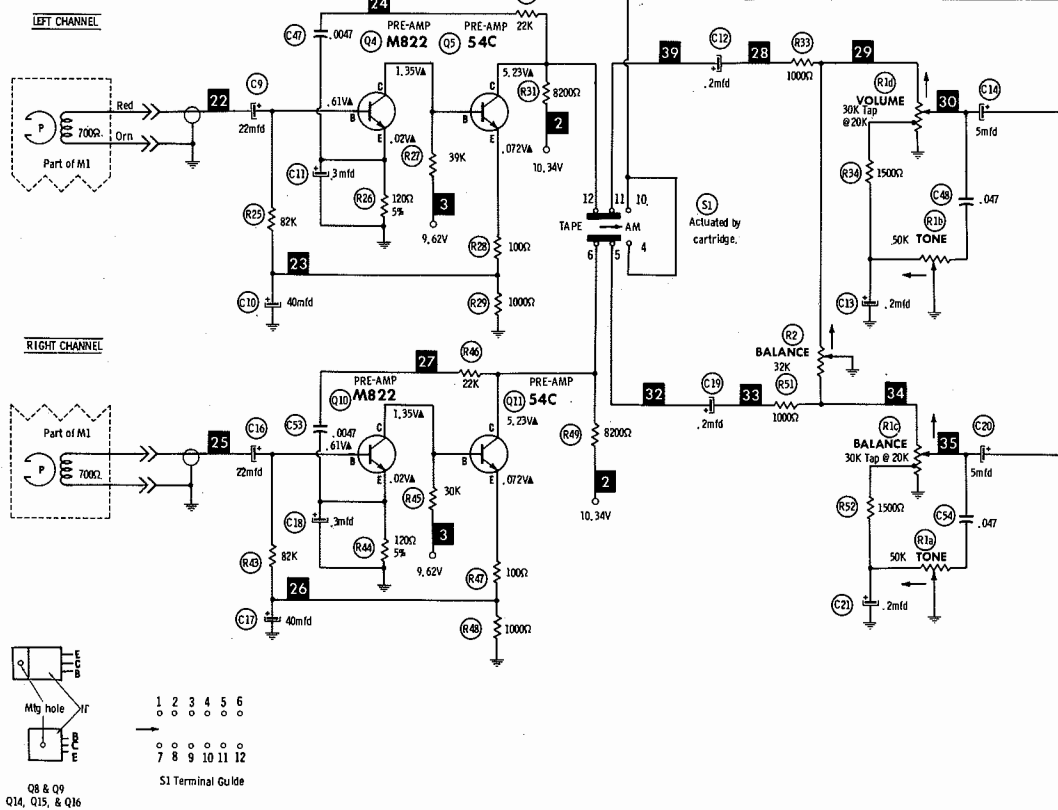 LEFT CHANNEL
24
22K
C47
.0047
PRE-AMP
Q4
M822
PRE-AMP
Q5
54C
1.35V▲
5.23V▲
R31
8200Ω
2
10.34V
39
C12
.2mfd
28
R33
1000Ω
29
R1d
VOLUME
30K Tap
@ 20K
30
C14
5mfd
P
700Ω
Red
Orn
Part of M1
22
C9
22mfd
.61V▲
B
C
E
.02V▲
R27
39K
3
9.62V
B
C
E
.072V▲
C11
.3mfd
R26
120Ω
5%
R25
82K
R28
100Ω
23
R29
1000Ω
C10
40mfd
12
11
10
TAPE
AM
6
5
4
S1
Actuated by
cartridge.
R34
1500Ω
C48
.047
R1b
50K
TONE
C13
.2mfd
R2
BALANCE
32K
RIGHT CHANNEL
27
R46
22K
PRE-AMP
Q10
M822
PRE-AMP
Q11
54C
C53
.0047
1.35V▲
5.23V▲
R49
8200Ω
2
10.34V
32
C19
.2mfd
33
R51
1000Ω
34
R1c
BALANCE
30K Tap @ 20K
35
C20
5mfd
Part of M1
P
700Ω
25
C16
22mfd
.61V▲
B
C
E
.02V▲
R45
30K
3
9.62V
B
C
E
.072V▲
C18
.3mfd
R44
120Ω
5%
R43
82K
R47
100Ω
26
R48
1000Ω
C17
40mfd
R52
1500Ω
C54
.047
R1a
50K
TONE
C21
.2mfd
E
C
B
Mtg hole
B
C
E
Q8 & Q9
Q14, Q15, & Q16
1 2 3 4 5 6
7 8 9 10 11 12
S1 Terminal Guide